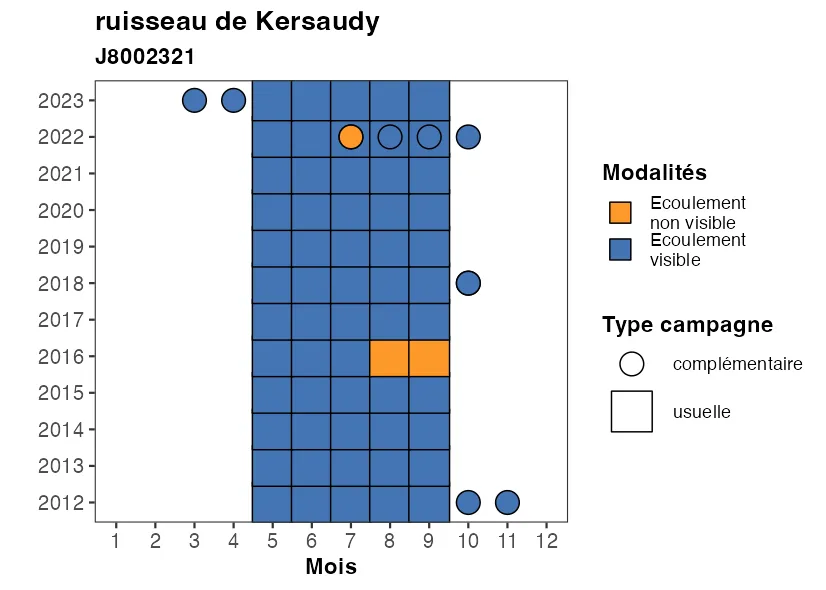 ruisseau de Kersaudy
J8002321
2023
2022
2021
2020
2019
2018
2017
2016
2015
2014
2013
2012
1 2 3 4 5 6 7 8 9 10 11 12
Mois
Modalités
Ecoulement
non visible
Ecoulement
visible
Type campagne
complémentaire
usuelle